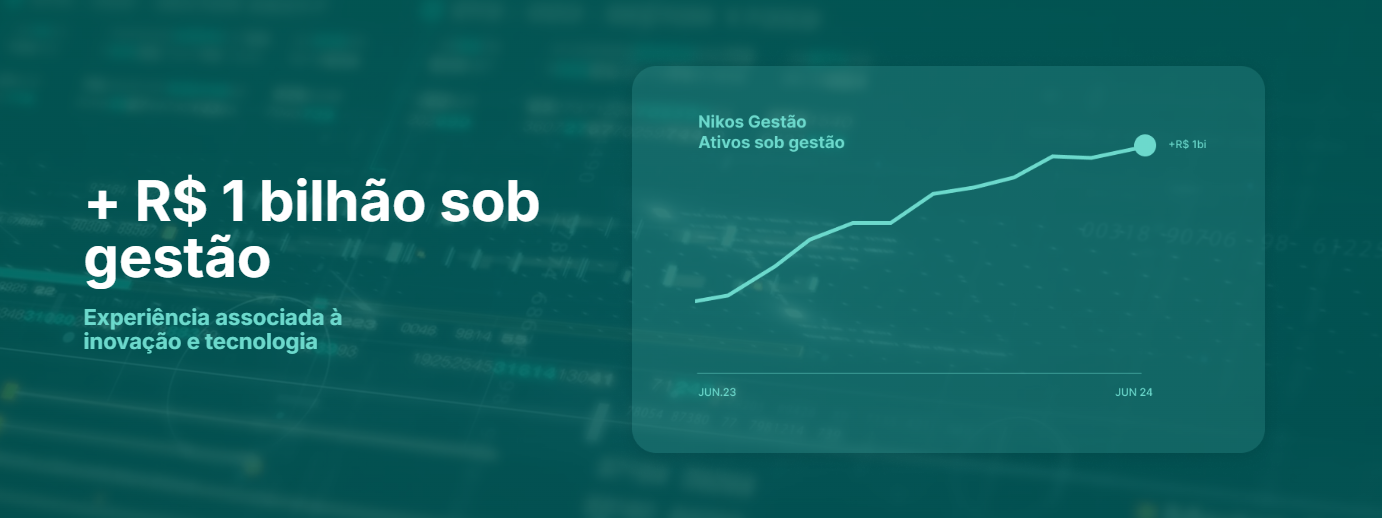 + R$ 1 bilhão sob
gestão
Experiência associada à
inovação e tecnologia
Nikos Gestão
Ativos sob gestão
+R$ 1bi
JUN.23
JUN 24